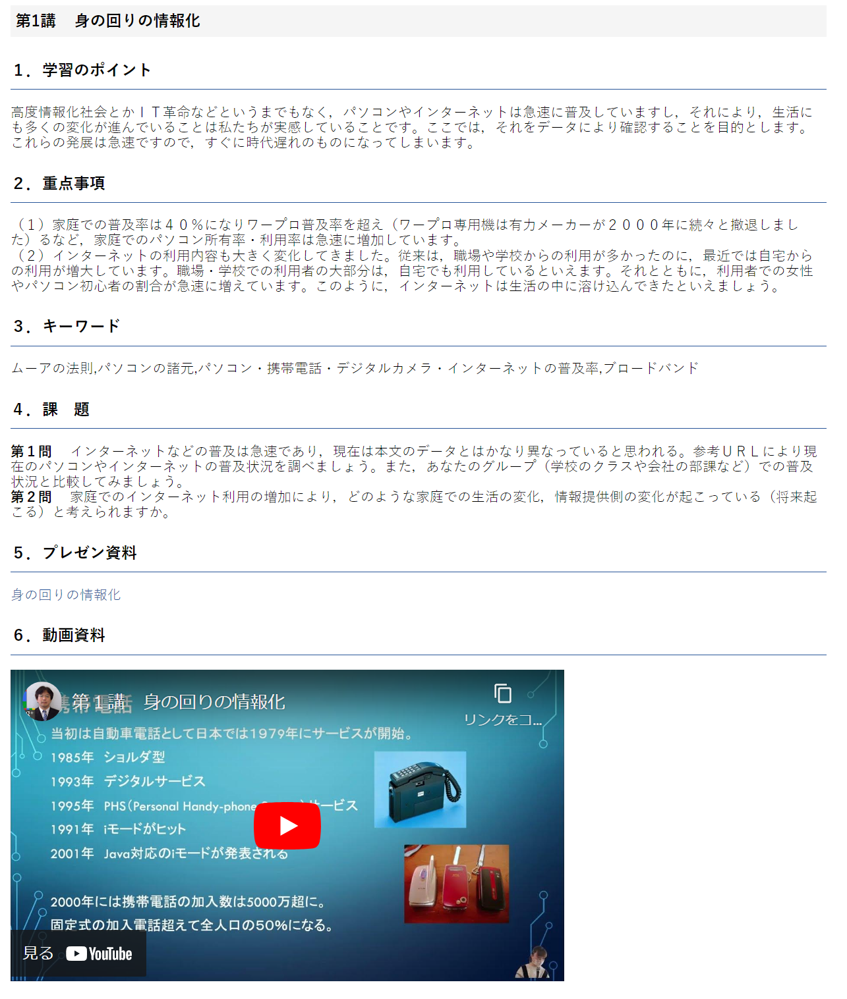 第1講　身の回りの情報化
１．学習のポイント
高度情報化社会とかＩＴ革命などというまでもなく，パソコンやインターネットは急速に普及していますし，それにより，生活に
も多くの変化が進んでいることは私たちが実感していることです。ここでは，それをデータにより確認することを目的とします。
これらの発展は急速ですので，すぐに時代遅れのものになってしまいます。
２．重点事項
（１）家庭での普及率は４０％になりワープロ普及率を超え（ワープロ専用機は有力メーカーが２０００年に続々と撤退しまし
た）るなど，家庭でのパソコン所有率・利用率は急速に増加しています。
（２）インターネットの利用内容も大きく変化してきました。従来は，職場や学校からの利用が多かったのに，最近では自宅から
の利用が増大しています。職場・学校での利用者の大部分は，自宅でも利用しているといえます。それとともに，利用者での女性
やパソコン初心者の割合が急速に増えています。このように，インターネットは生活の中に溶け込んできたといえましょう。
３．キーワード
ムーアの法則,パソコンの諸元,パソコン・携帯電話・デジタルカメラ・インターネットの普及率,ブロードバンド
４．課　題
第１問　インターネットなどの普及は急速であり，現在は本文のデータとはかなり異なっていると思われる。参考ＵＲＬにより現
在のパソコンやインターネットの普及状況を調べましょう。また，あなたのグループ（学校のクラスや会社の部課など）での普及
状況と比較してみましょう。
第２問　家庭でのインターネット利用の増加により，どのような家庭での生活の変化，情報提供側の変化が起こっている（将来起
こる）と考えられますか。
５．プレゼン資料
身の回りの情報化
６．動画資料
第１講　身の回りの情報化
携帯電話
リンクをコ...
当初は自動車電話として日本では1979年にサービスが開始。
1985年 ショルダ型
1993年 デジタルサービス
1995年 PHS（Personal Handy-phone サービス
1991年 iモードがヒット
2001年 Java対応のiモードが発表される
2000年には携帯電話の加入数は5000万超に。
固定式の加入電話超えて全人口の50%になる。
見る YouTube